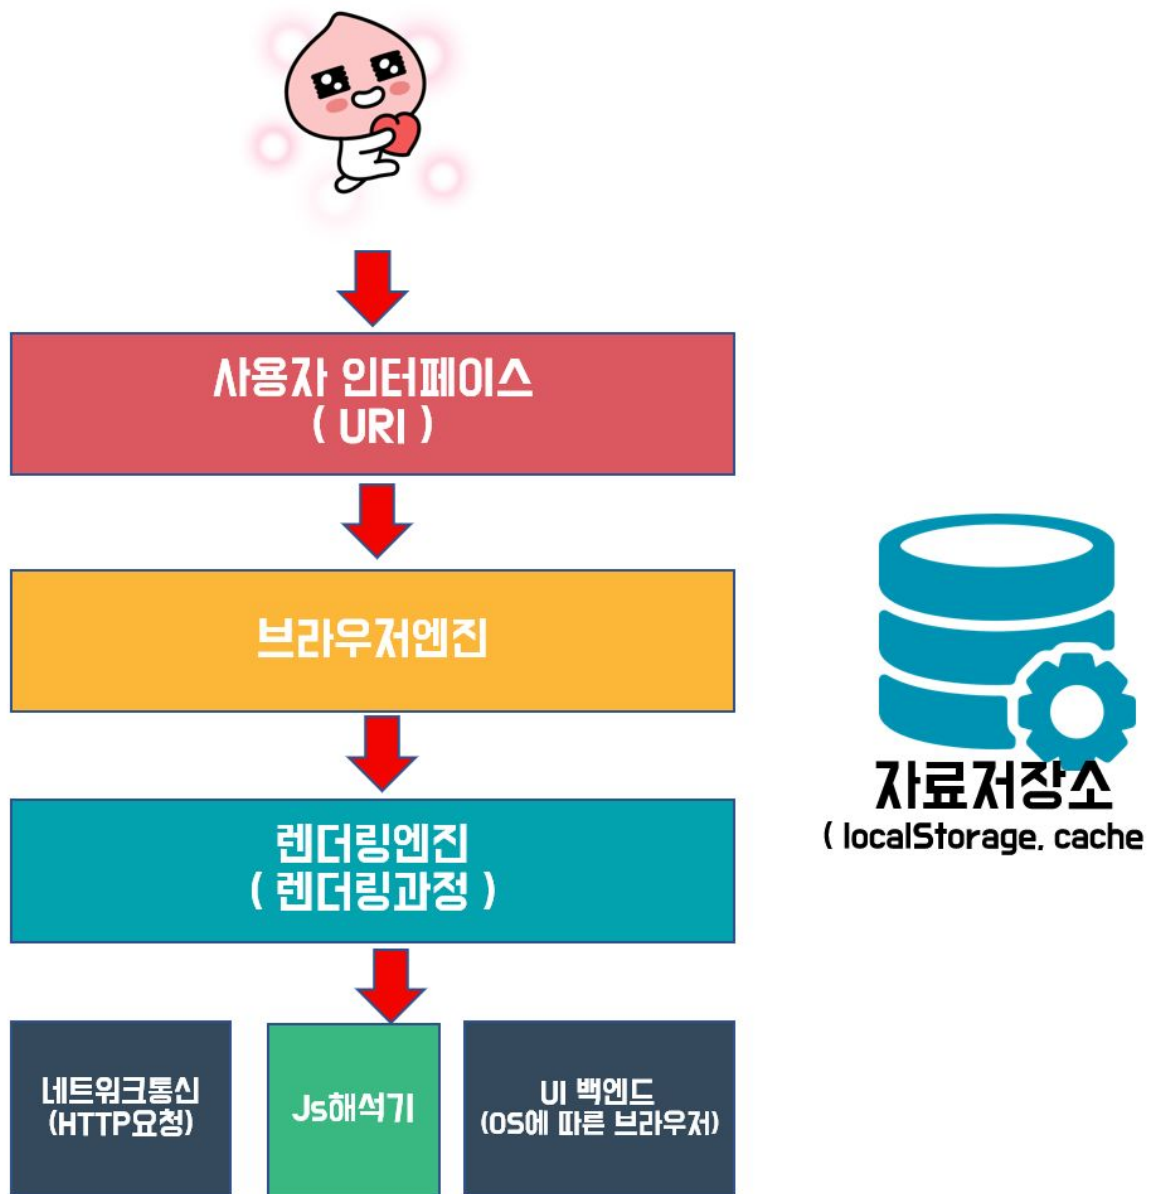 사용자 인터페이스
( URI )
브라우저엔진
렌더링엔진
( 렌더링과정 )
네트워크통신
(HTTP요청)
Js해석기
UI 백엔드
(OS에 따른 브라우저)
자료저장소
( localStorage, cache